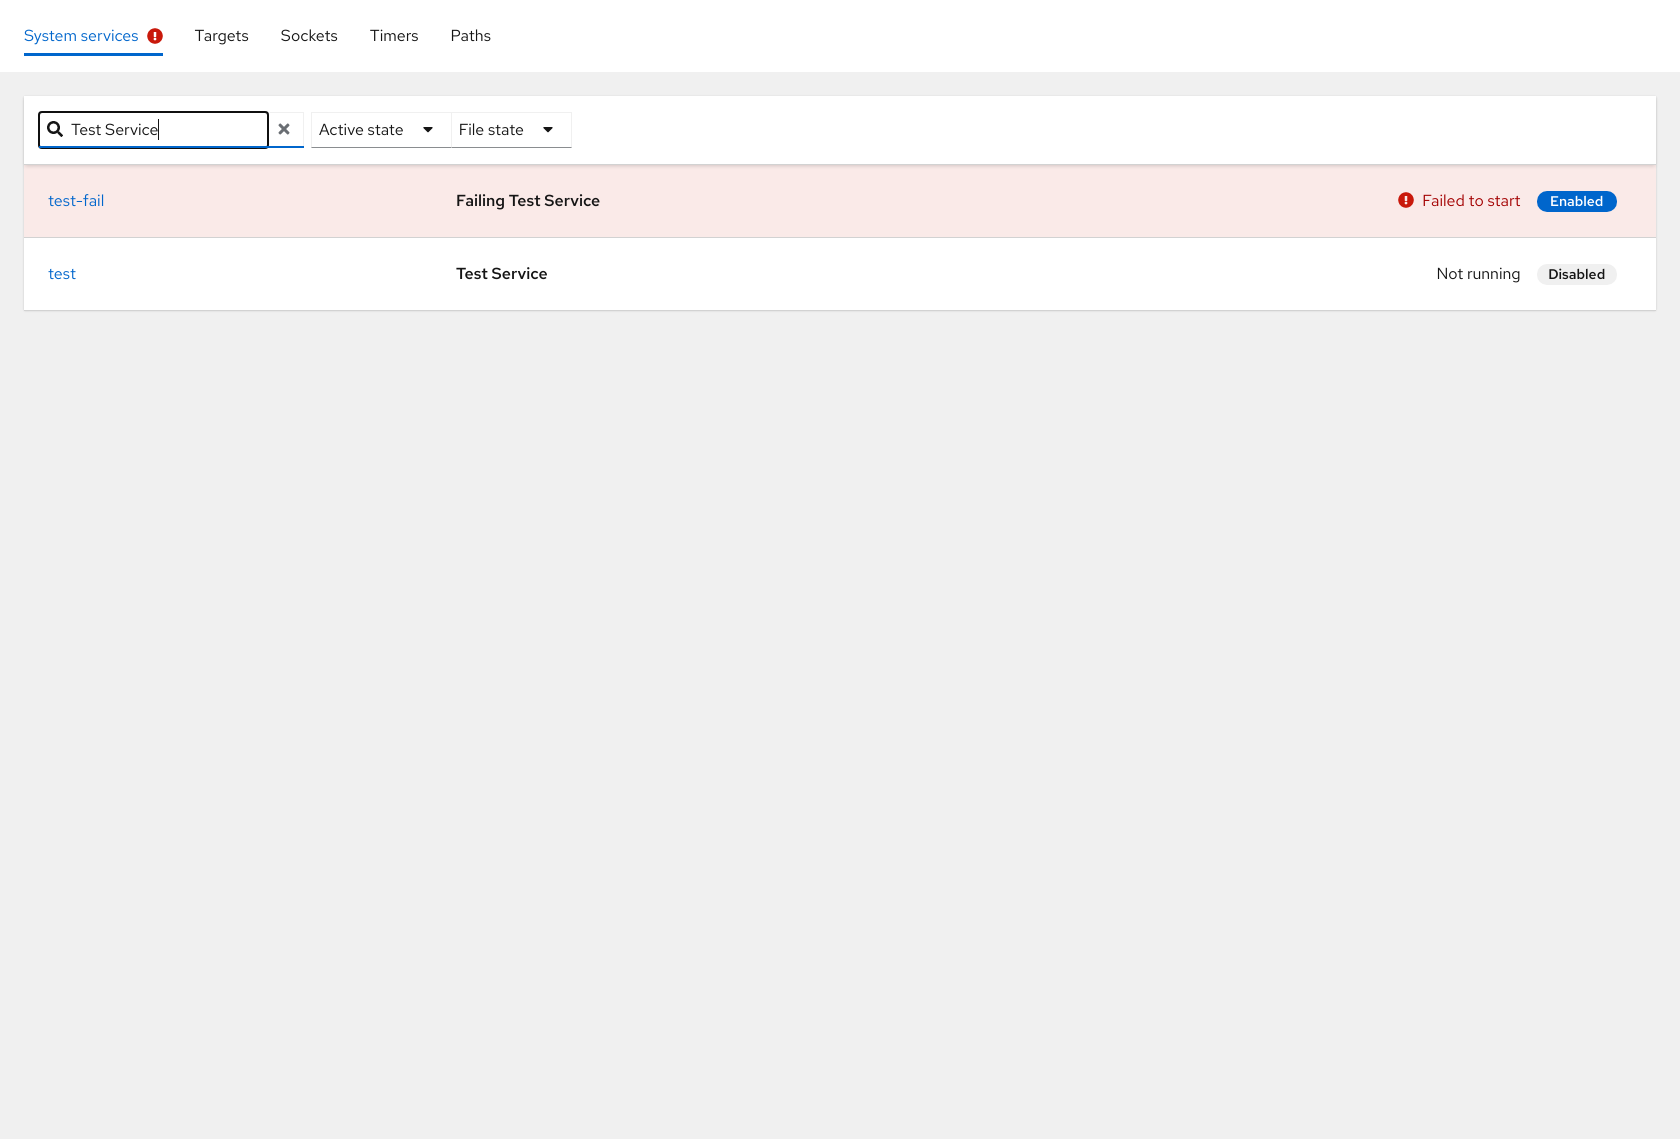 System services Targets Sockets Timers Paths
Test Service Active state File state
test-fail Failing Test Service Failed to start Enabled
test Test Service Not running Disabled